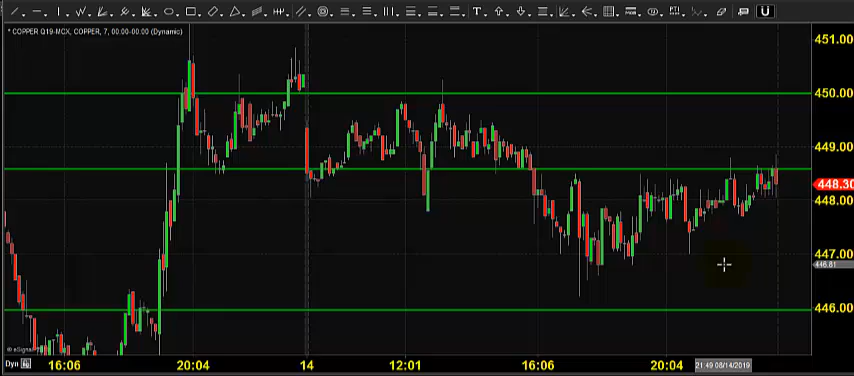 T
PTI
U
* COPPER Q19-MCX, COPPER, 7, 00:00-00:00 (Dynamic)
451.00
450.00
449.00
448.30
448.00
447.00
446.81
446.00
© eSignal
Dyn
16:06
20:04
14
12:01
16:06
20:04
21:49 08/14/2019